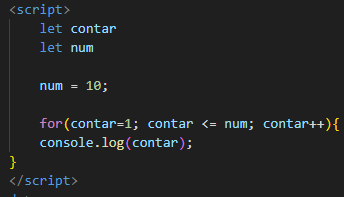 <script>
let contar
let num
num = 10;
for(contar=1; contar <= num; contar++){
console.log(contar);
}
</script>